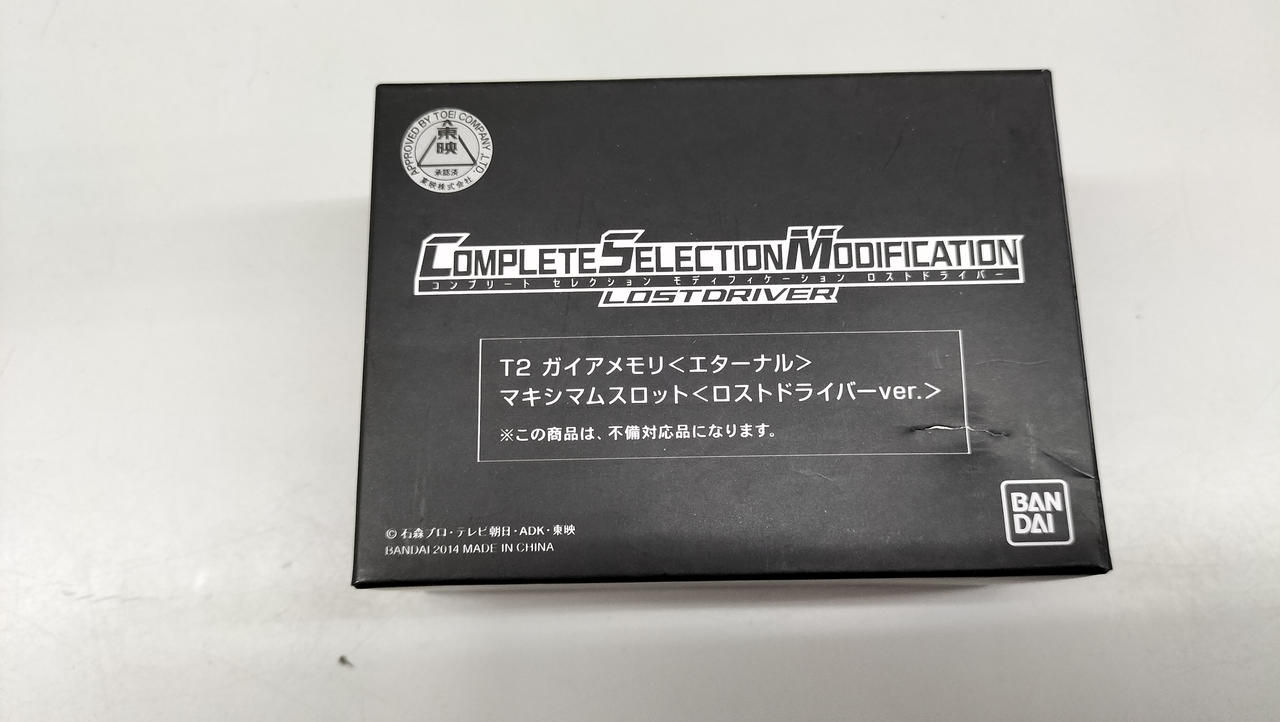 APPROVED BY TOEI COMPANY, LTD.
東映
承認済
東映株式会社
COMPLETE SELECTION MODIFICATION
コンプリート セレクション モディフィケーション ロストドライバー
LOSTDRIVER
T2 ガイアメモリ<エターナル>
マキシマムスロット<ロストドライバーver.>
※この商品は、不備対応品になります。
BAN
DAI
© 石森プロ・テレビ朝日・ADK・東映
BANDAI 2014 MADE IN CHINA